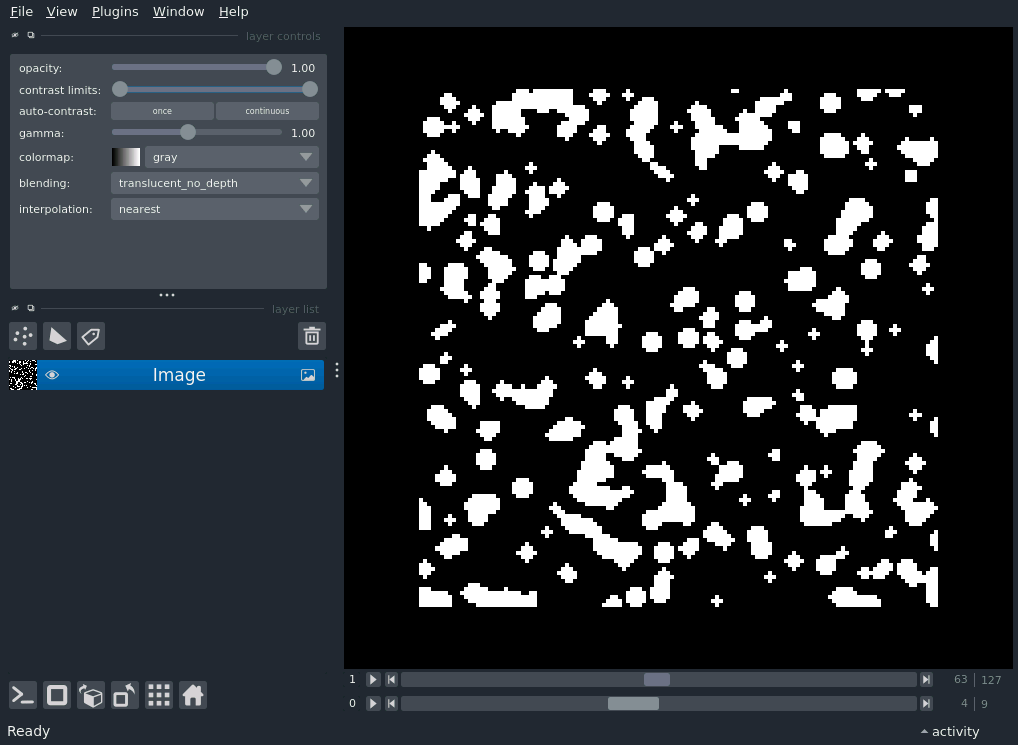 File View Plugins Window Help
layer controls
opacity: 1.00
contrast limits:
auto-contrast: once continuous
gamma: 1.00
colormap: gray
blending: translucent_no_depth
interpolation: nearest
layer list
Image
1 63 127
0 4 9
Ready activity